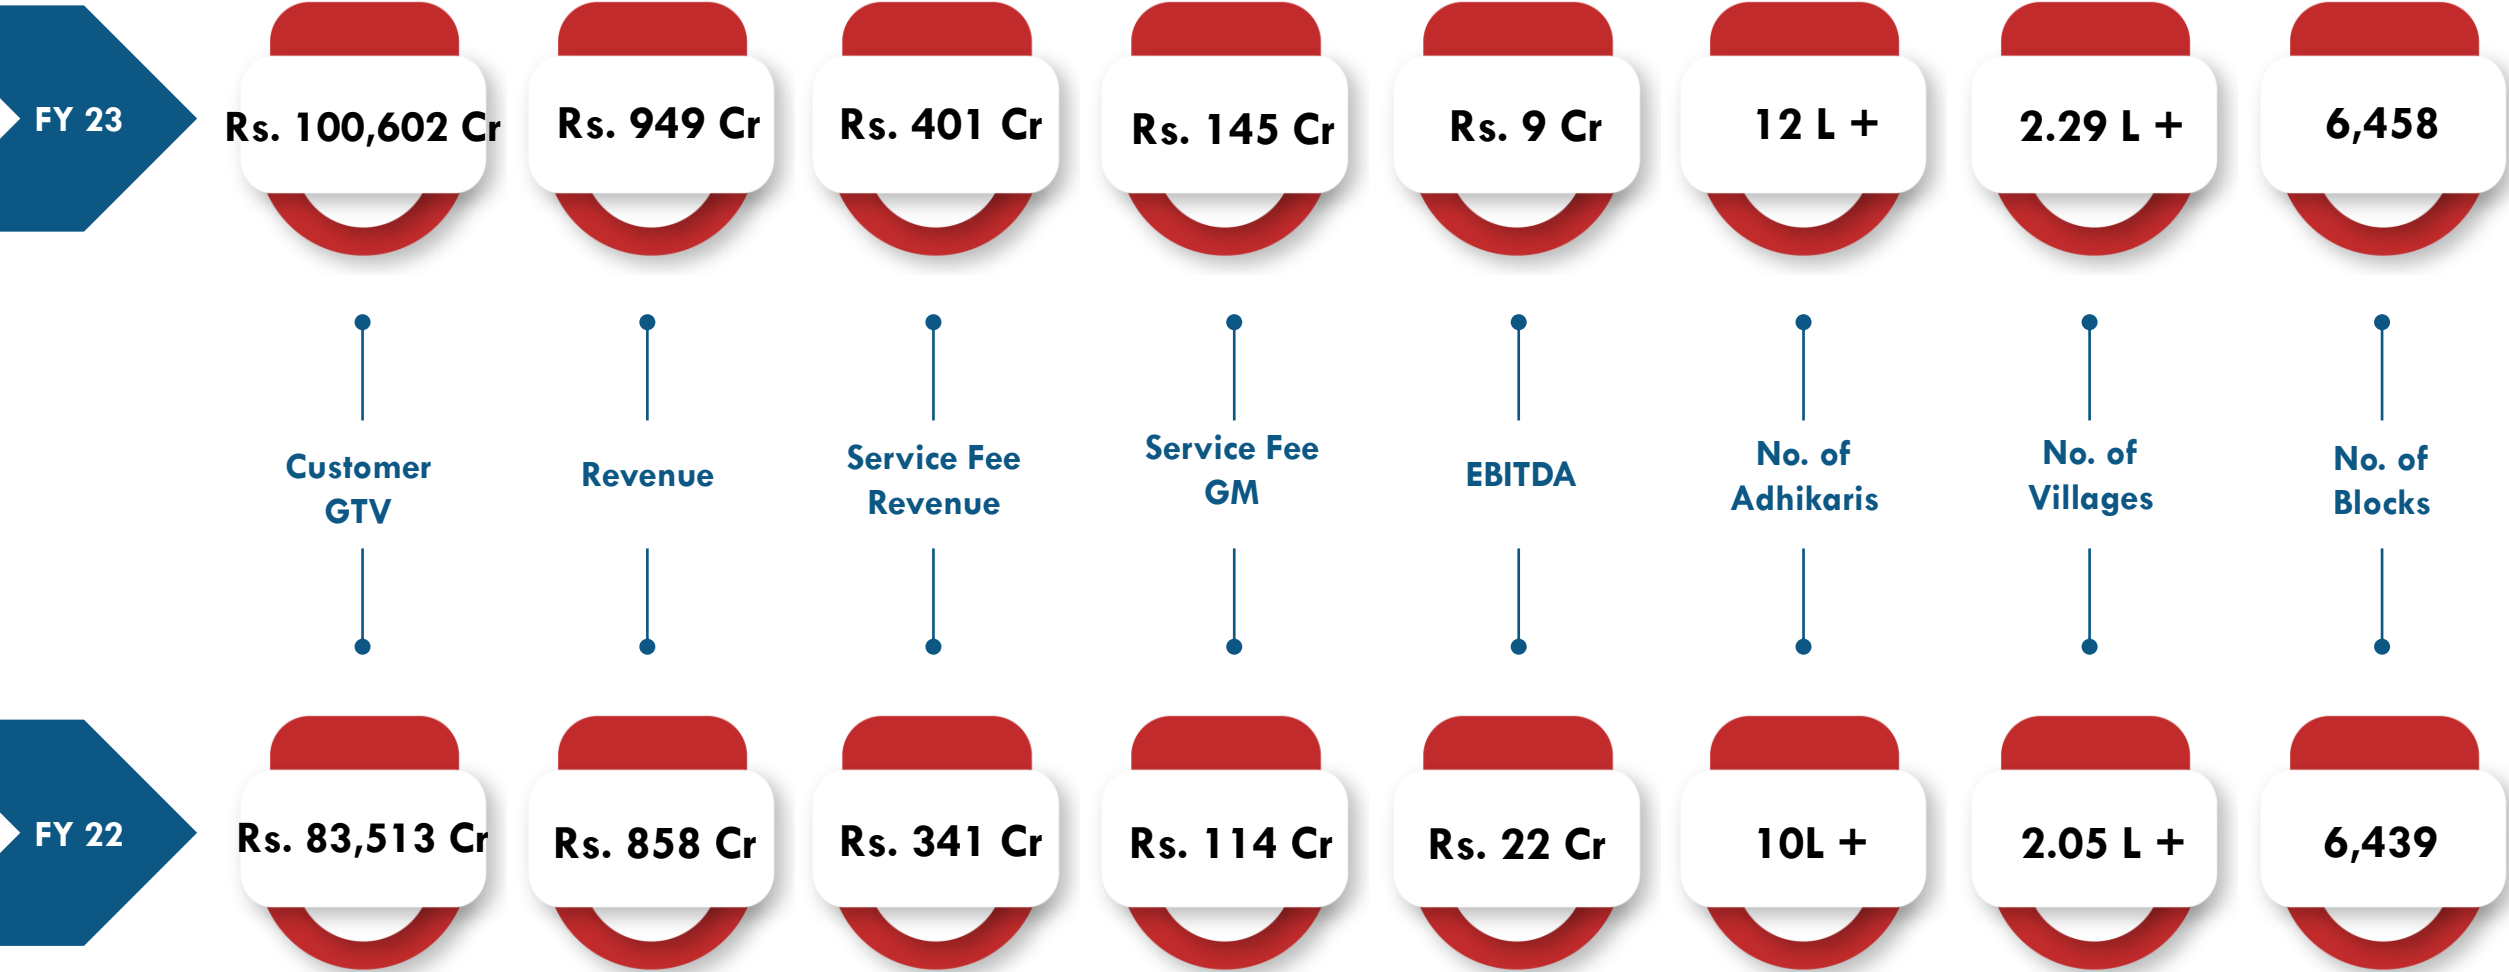 FY 23
Rs. 100,602 Cr
Rs. 949 Cr
Rs. 401 Cr
Rs. 145 Cr
Rs. 9 Cr
12 L +
2.29 L +
6,458
Customer
GTV
Revenue
Service Fee
Revenue
Service Fee
GM
EBITDA
No. of
Adhikaris
No. of
Villages
No. of
Blocks
FY 22
Rs. 83,513 Cr
Rs. 858 Cr
Rs. 341 Cr
Rs. 114 Cr
Rs. 22 Cr
10L +
2.05 L +
6,439